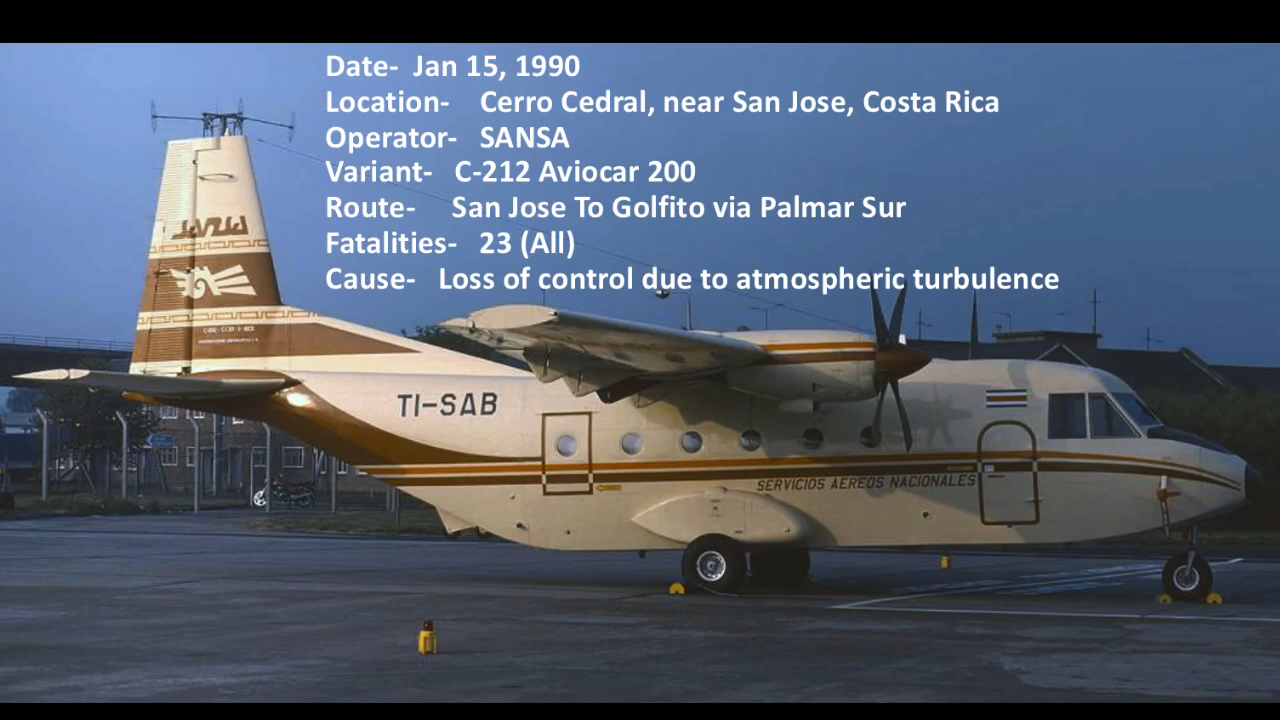 Date- Jan 15, 1990
Location- Cerro Cedral, near San Jose, Costa Rica
Operator- SANSA
Variant- C-212 Aviocar 200
Route- San Jose To Golfito via Palmar Sur
Fatalities- 23 (All)
Cause- Loss of control due to atmospheric turbulence
TI-SAB
SERVICIOS AEREOS NACIONALES